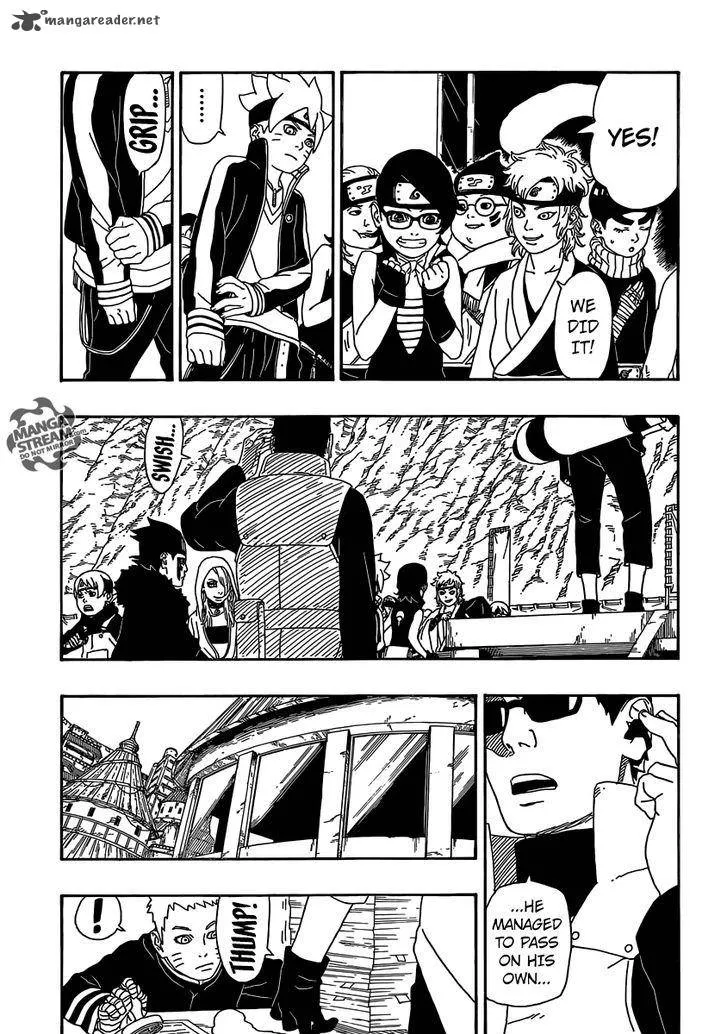 mangareader.net
YES!
WE
DID
IT!
......
GRIP...
MANGA
STREAM.com
DO NOT MIRROR
SWISH...
...HE
MANAGED
TO PASS
ON HIS
OWN...
!
THUMP!